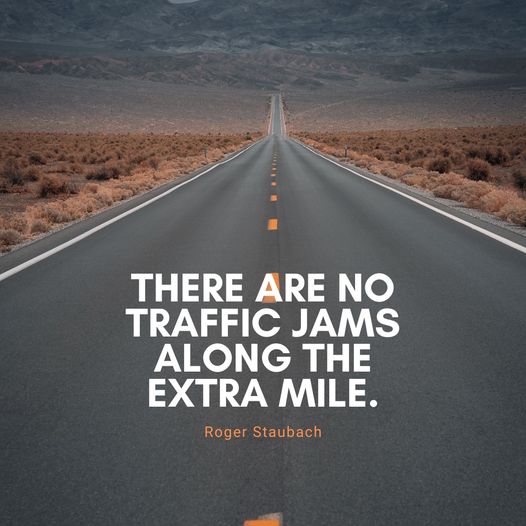 THERE ARE NO
TRAFFIC JAMS
ALONG THE
EXTRA MILE.
Roger Staubach